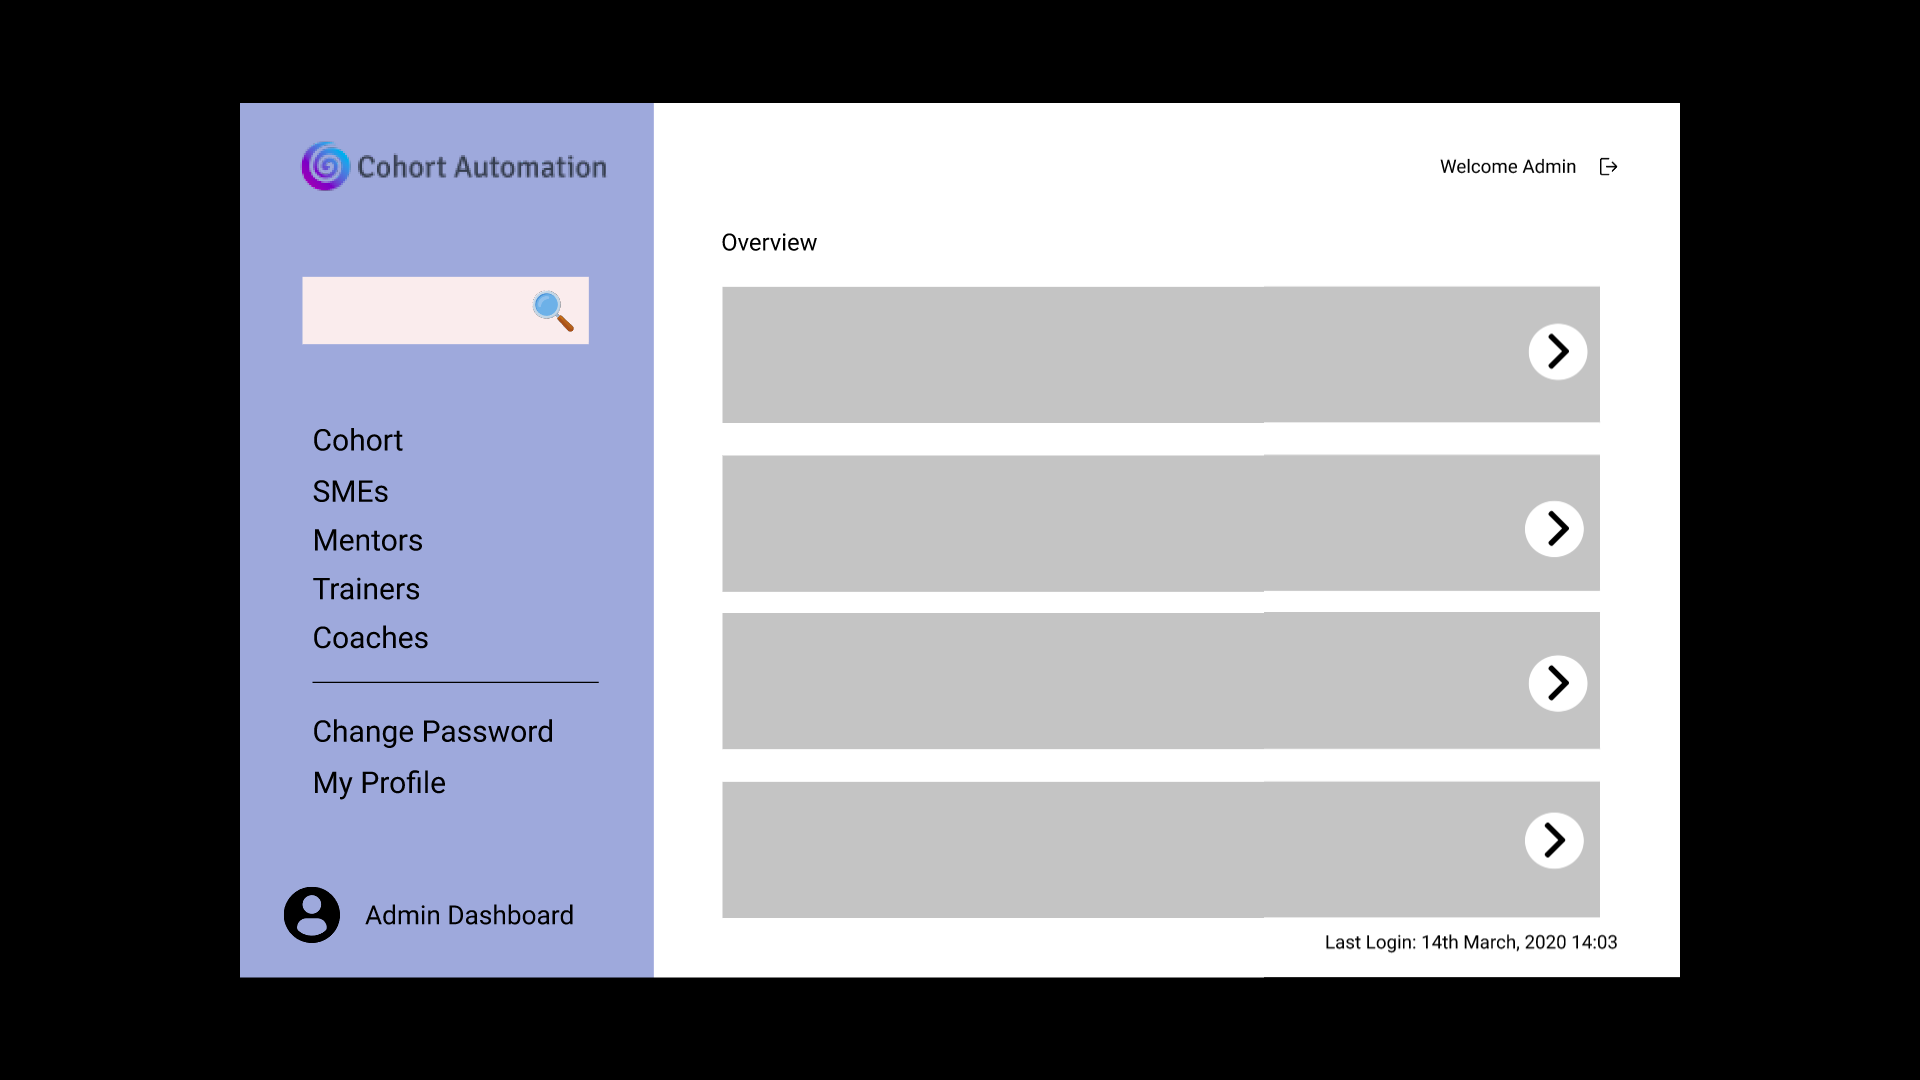 Cohort Automation
Welcome Admin
Overview
Cohort
SMEs
Mentors
Trainers
Coaches
Change Password
My Profile
Admin Dashboard
Last Login: 14th March, 2020 14:03